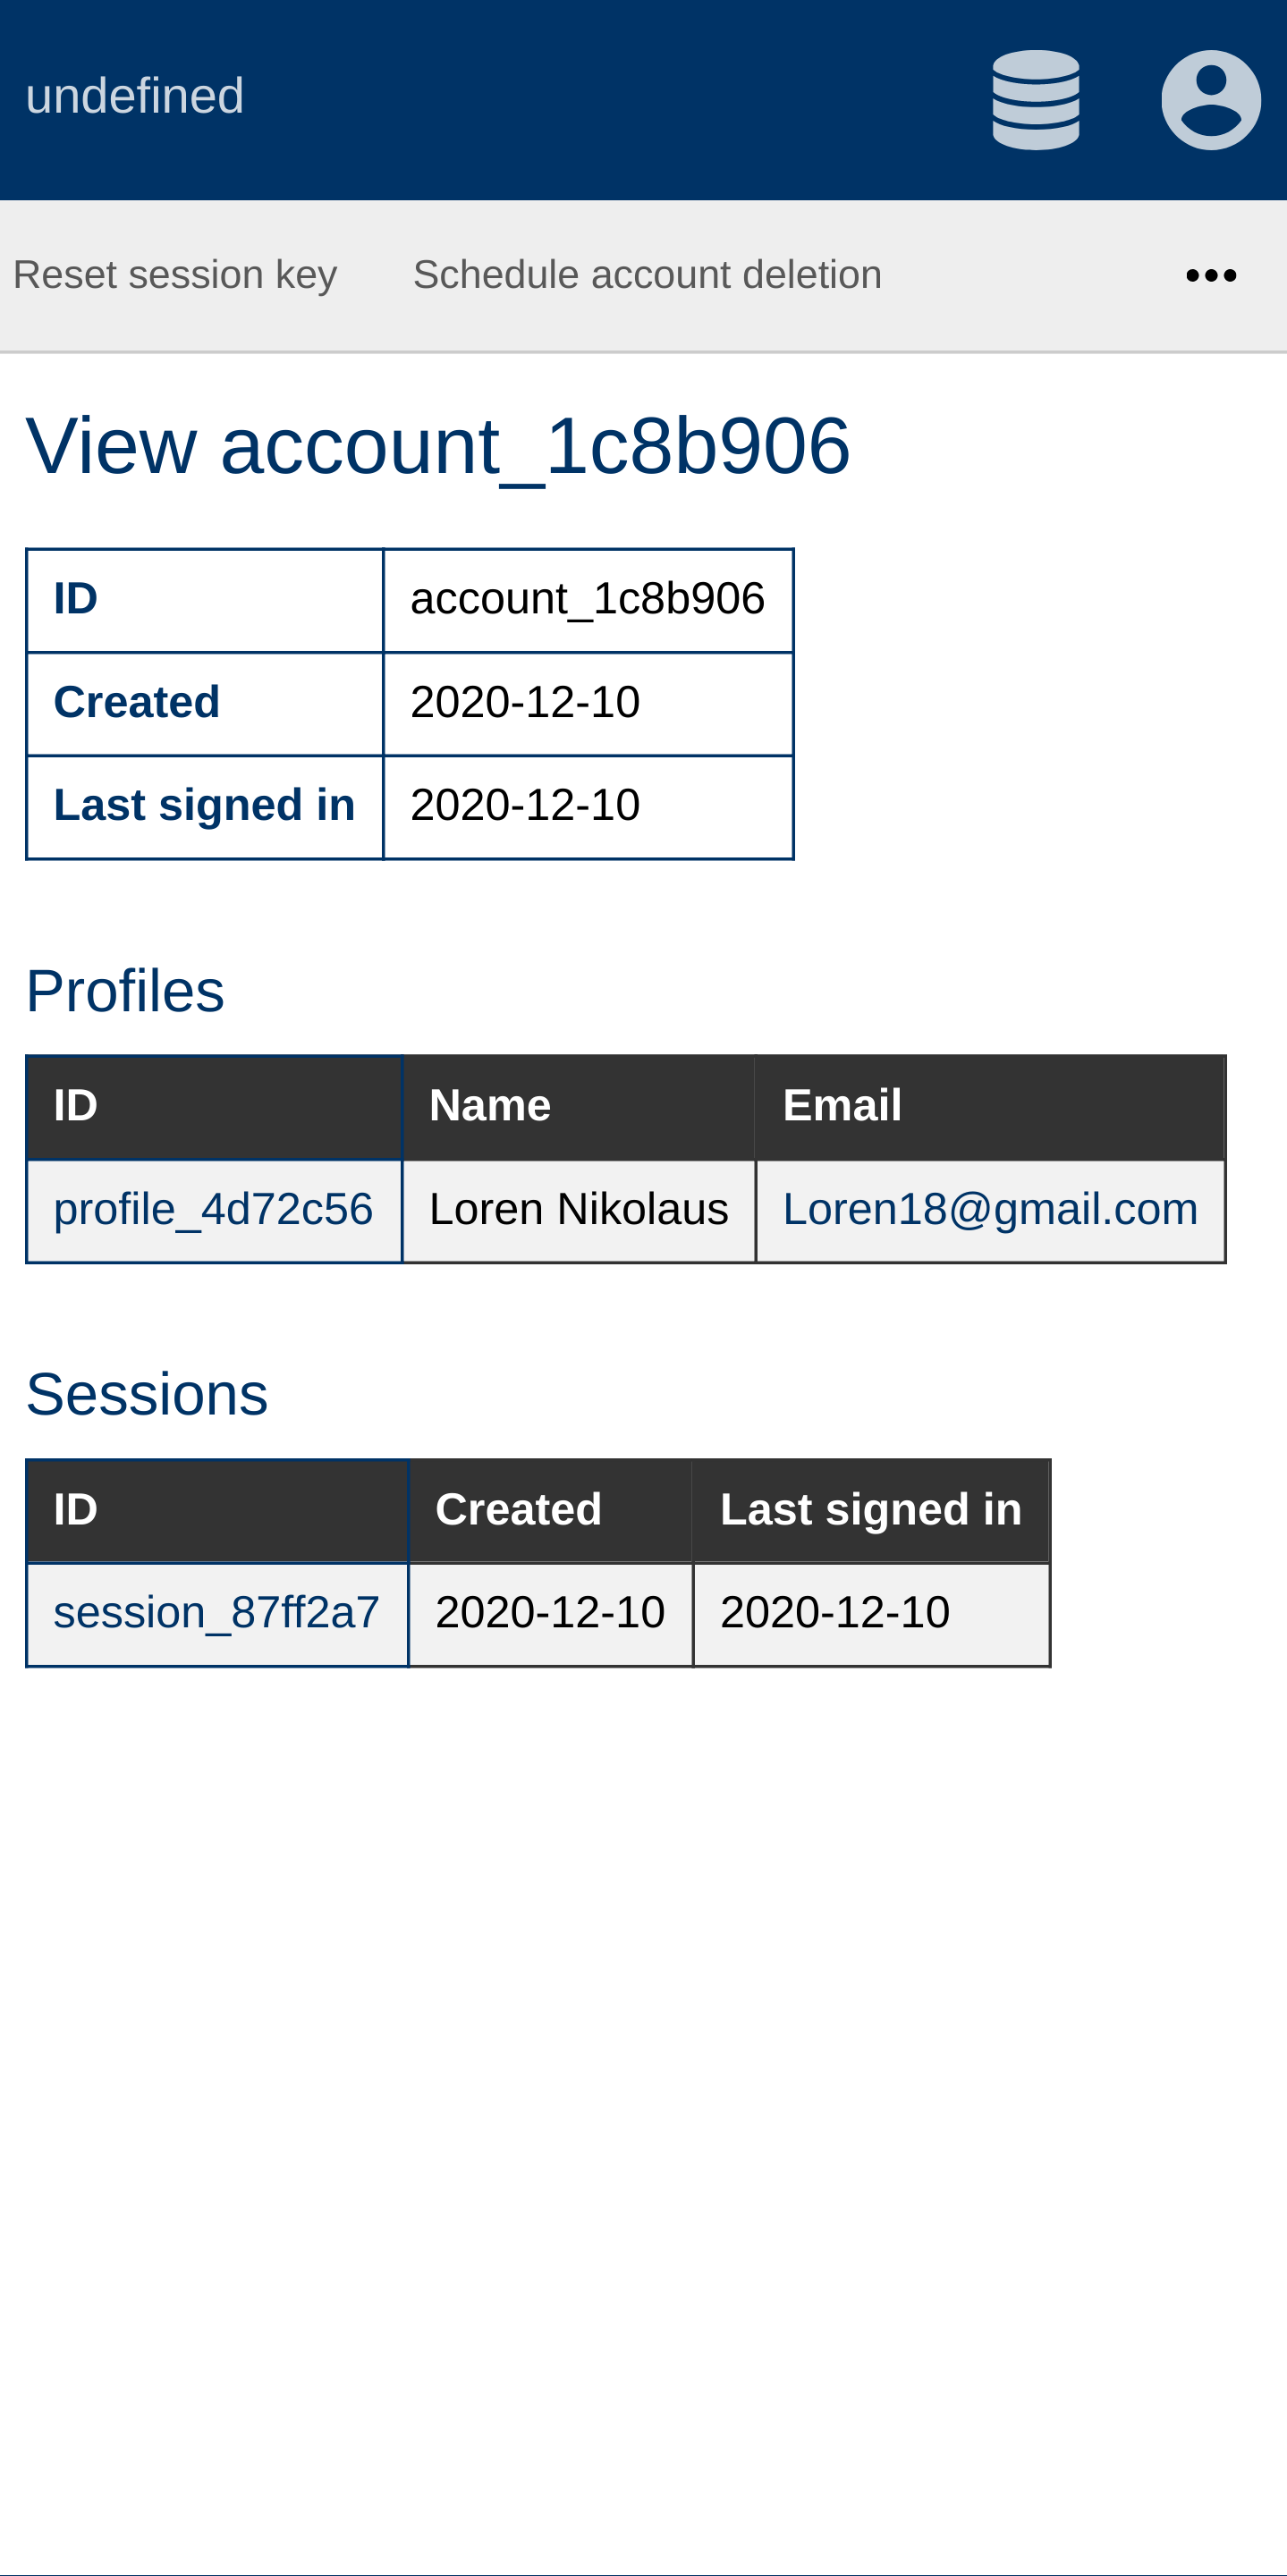 undefined
Reset session key Schedule account deletion •••
View account_1c8b906
ID account_1c8b906
Created 2020-12-10
Last signed in 2020-12-10
Profiles
ID Name Email
profile_4d72c56 Loren Nikolaus Loren18@gmail.com
Sessions
ID Created Last signed in
session_87ff2a7 2020-12-10 2020-12-10